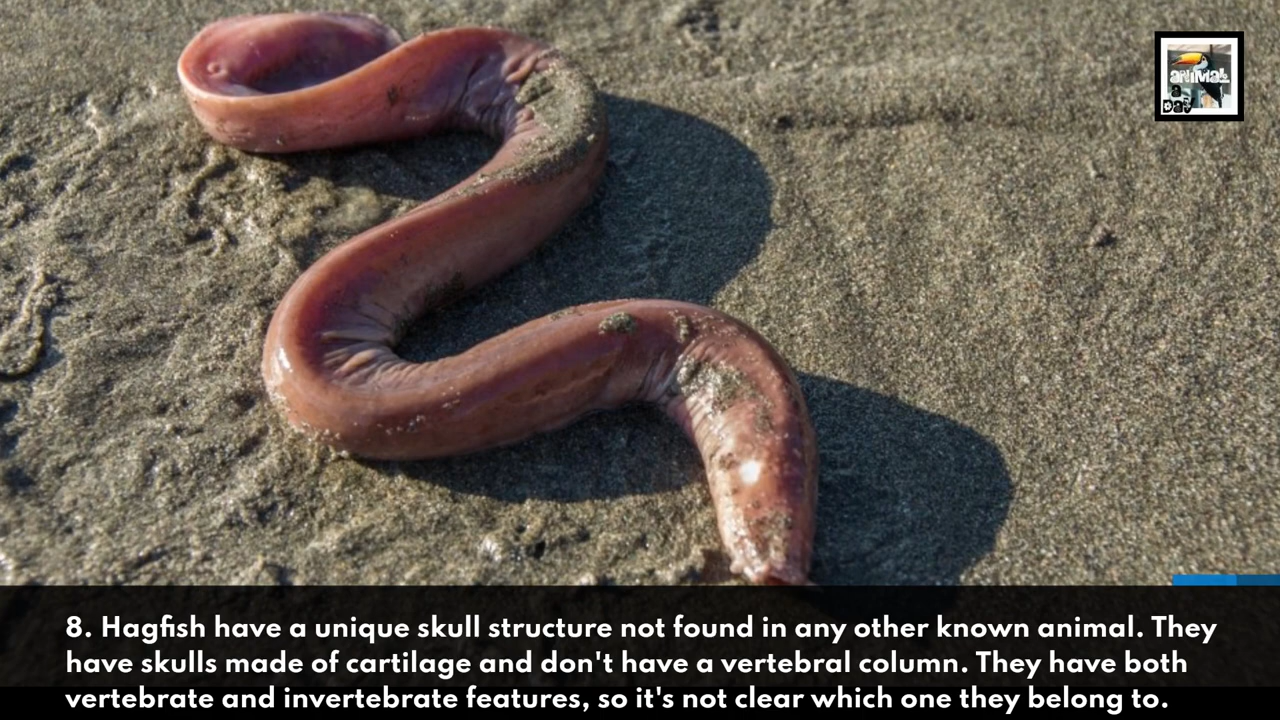 ANIMAL
8. Hagfish have a unique skull structure not found in any other known animal. They
have skulls made of cartilage and don't have a vertebral column. They have both
vertebrate and invertebrate features, so it's not clear which one they belong to.